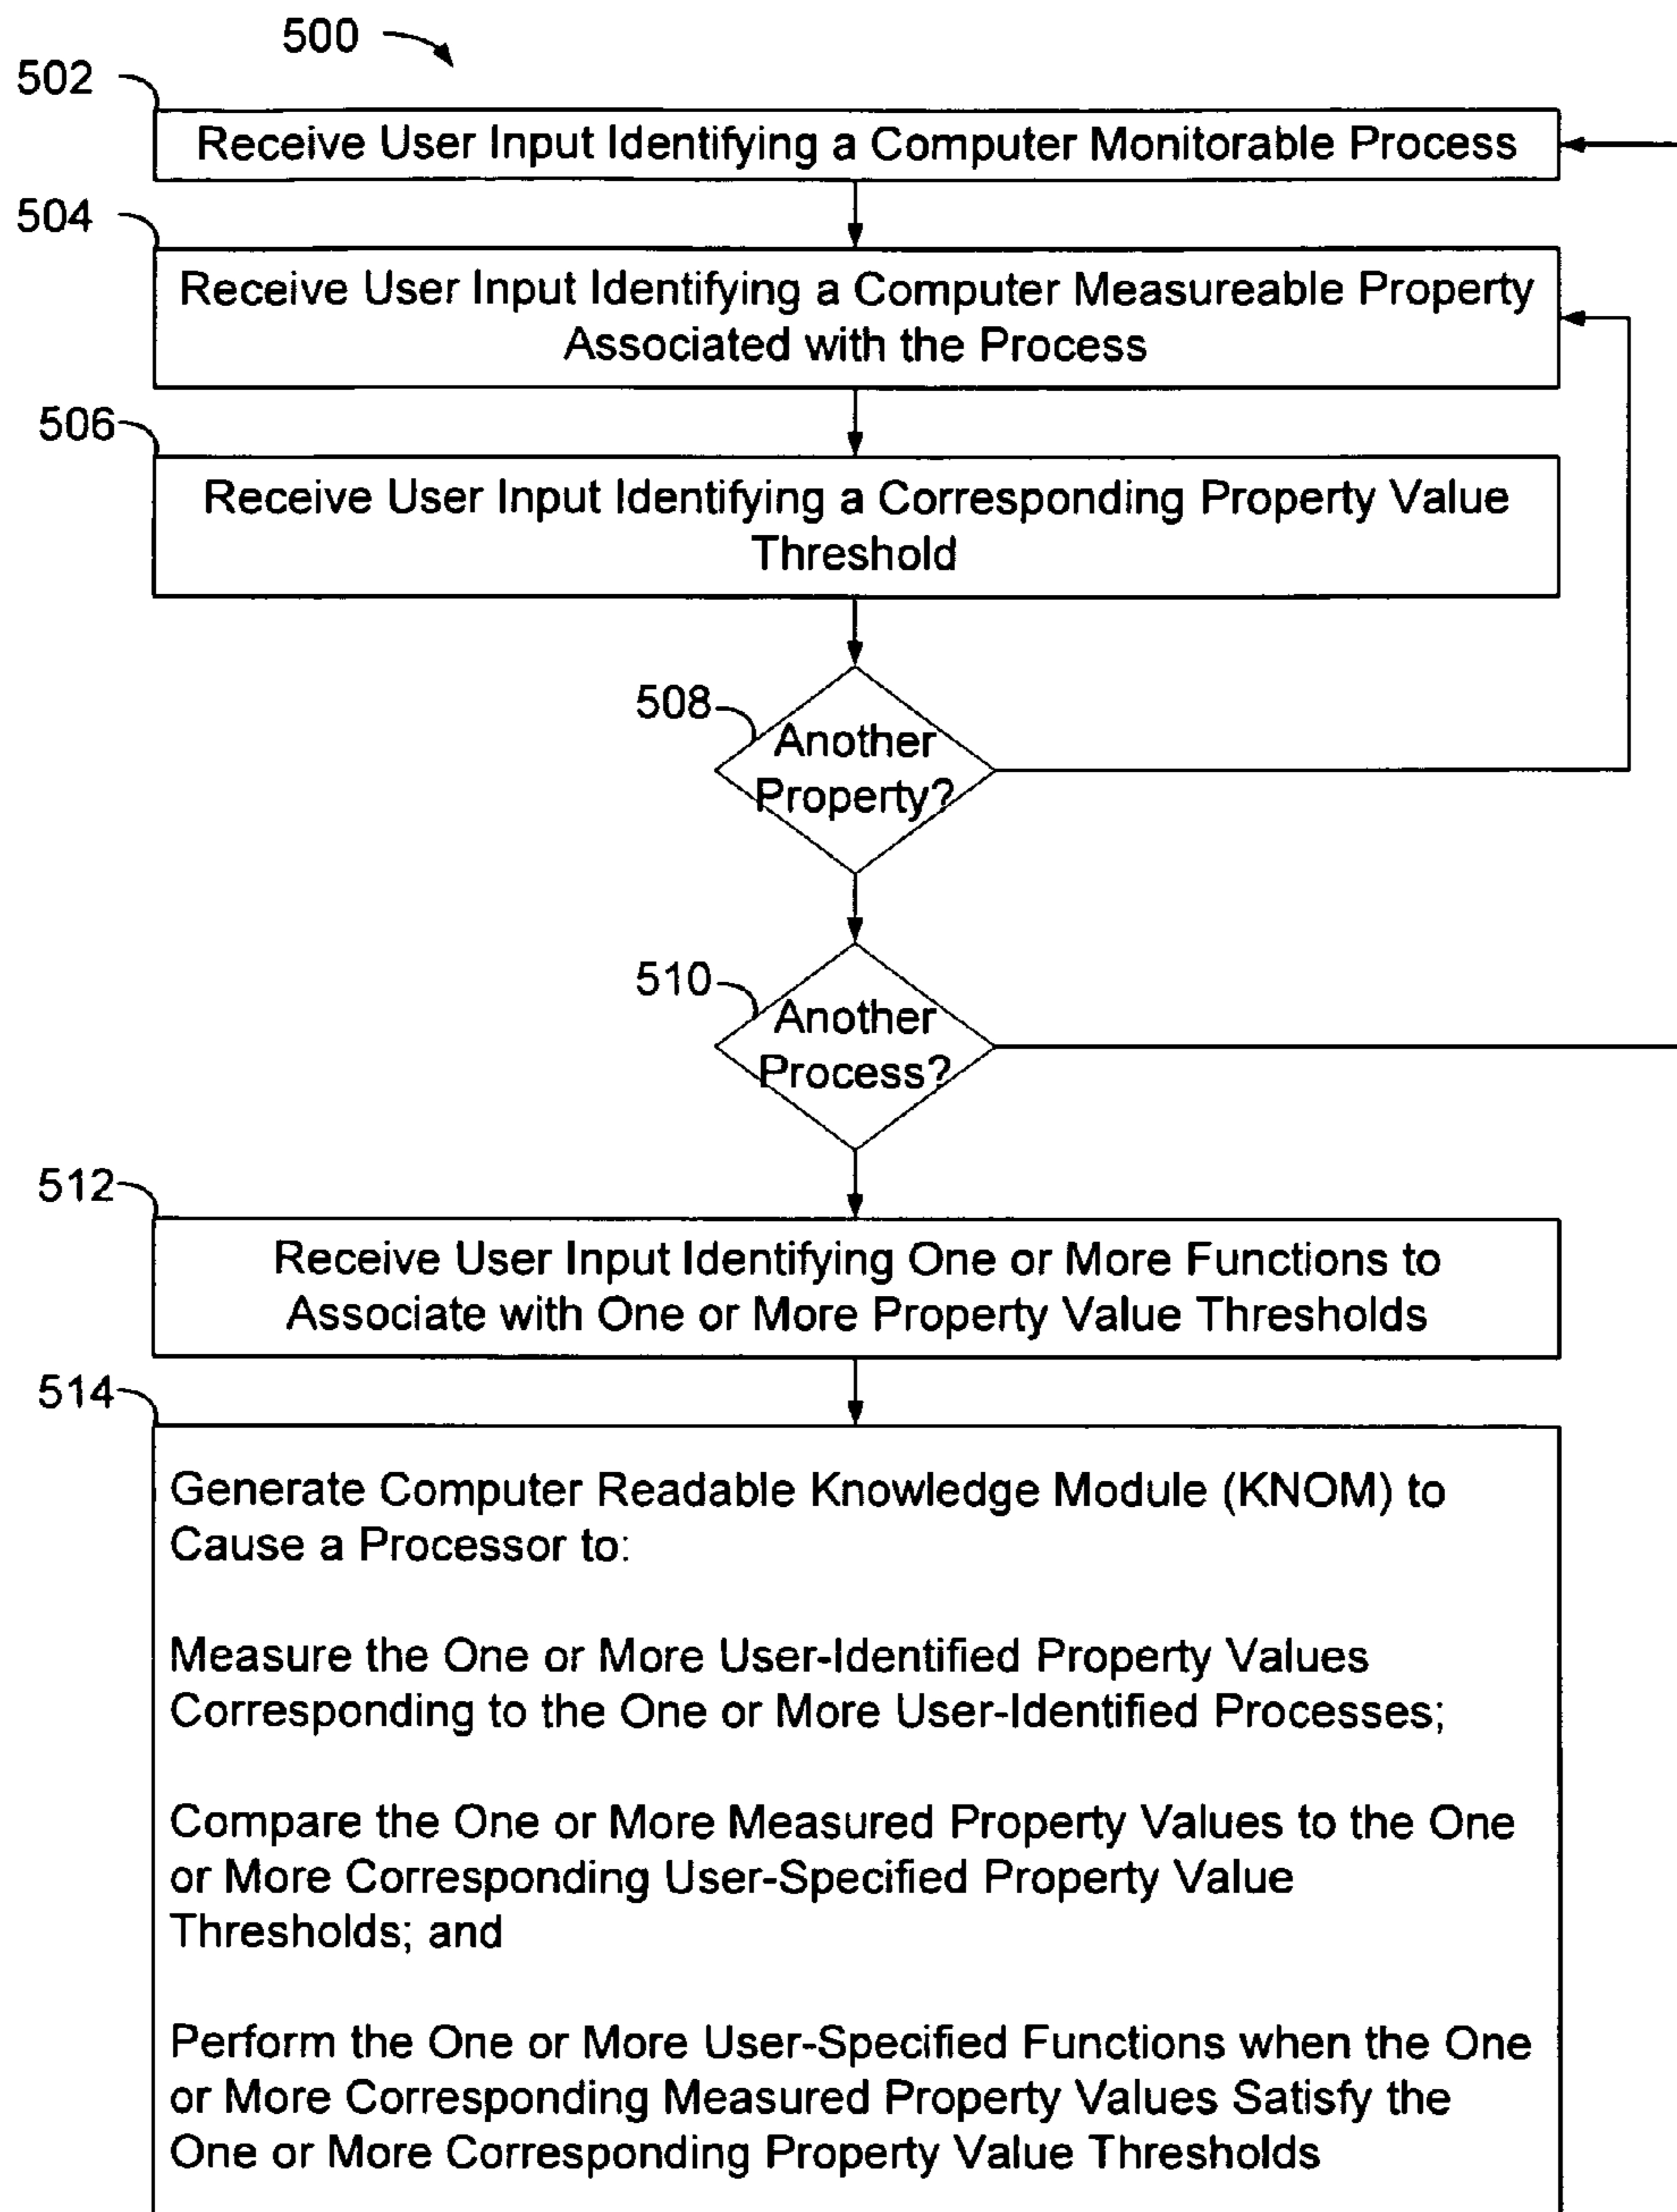 500
502
Receive User Input Identifying a Computer Monitorable Process
504
Receive User Input Identifying a Computer Measureable Property
Associated with the Process
506
Receive User Input Identifying a Corresponding Property Value
Threshold
508
Another
Property?
510
Another
Process?
512
Receive User Input Identifying One or More Functions to
Associate with One or More Property Value Thresholds
514
Generate Computer Readable Knowledge Module (KNOM) to
Cause a Processor to:
Measure the One or More User-Identified Property Values
Corresponding to the One or More User-Identified Processes;
Compare the One or More Measured Property Values to the One
or More Corresponding User-Specified Property Value
Thresholds; and
Perform the One or More User-Specified Functions when the One
or More Corresponding Measured Property Values Satisfy the
One or More Corresponding Property Value Thresholds